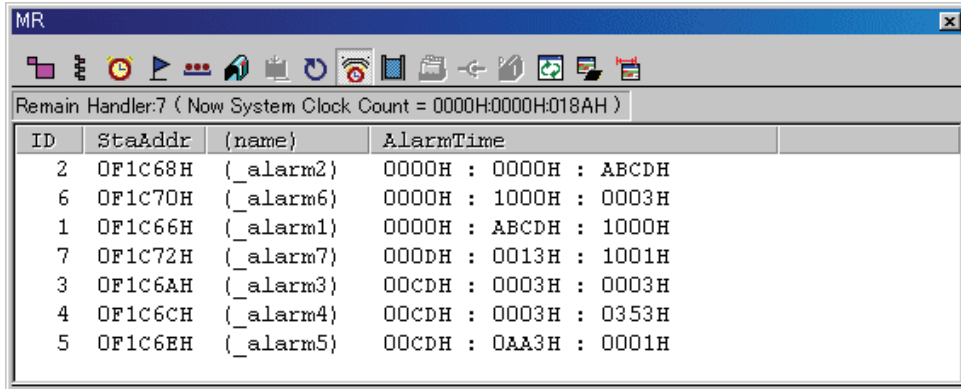 MR
Remain Handler:7 ( Now System Clock Count = 0000H:0000H:018AH )
ID StaAddr (name) AlarmTime
2 0F1C68H (_alarm2) 0000H : 0000H : ABCDH
6 0F1C70H (_alarm6) 0000H : 1000H : 0003H
1 0F1C66H (_alarm1) 0000H : ABCDH : 1000H
7 0F1C72H (_alarm7) 000DH : 0013H : 1001H
3 0F1C6AH (_alarm3) 00CDH : 0003H : 0003H
4 0F1C6CH (_alarm4) 00CDH : 0003H : 0353H
5 0F1C6EH (_alarm5) 00CDH : 0AA3H : 0001H